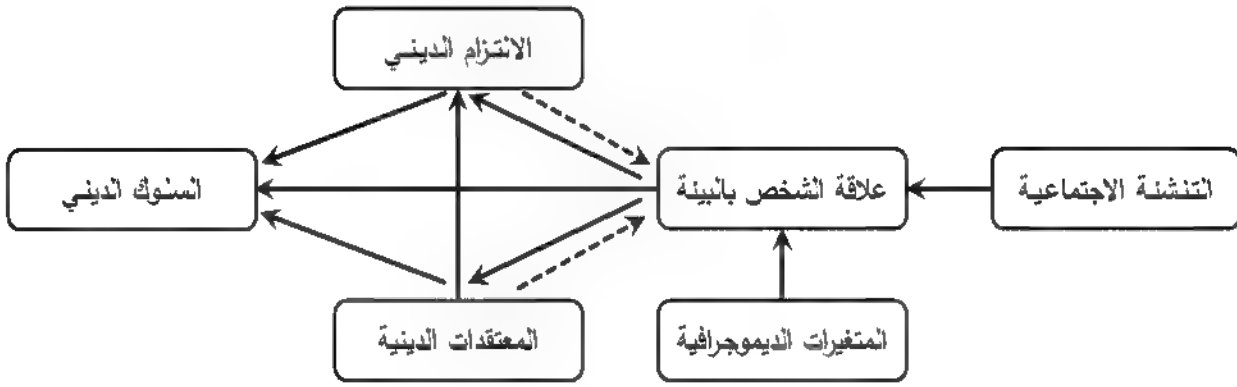 الالتزام الديني
التنشئة الاجتماعية
علاقة الشخص بالبيئة
السلوك الديني
المتغيرات الديموجرافية
المعتقدات الدينية